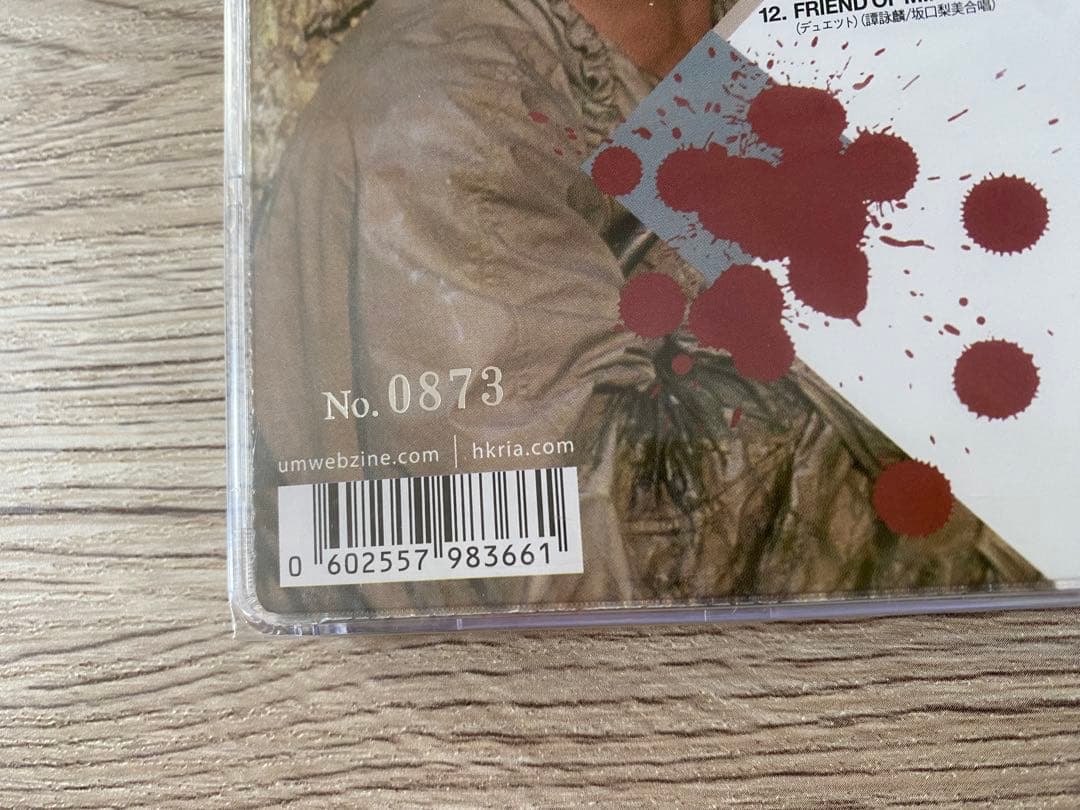 12. FRIEND OF
(デュエット) (譚詠麟/坂口梨美合唱)
No. 0873
umwebzine.com | hkria.com
0 602557 983661